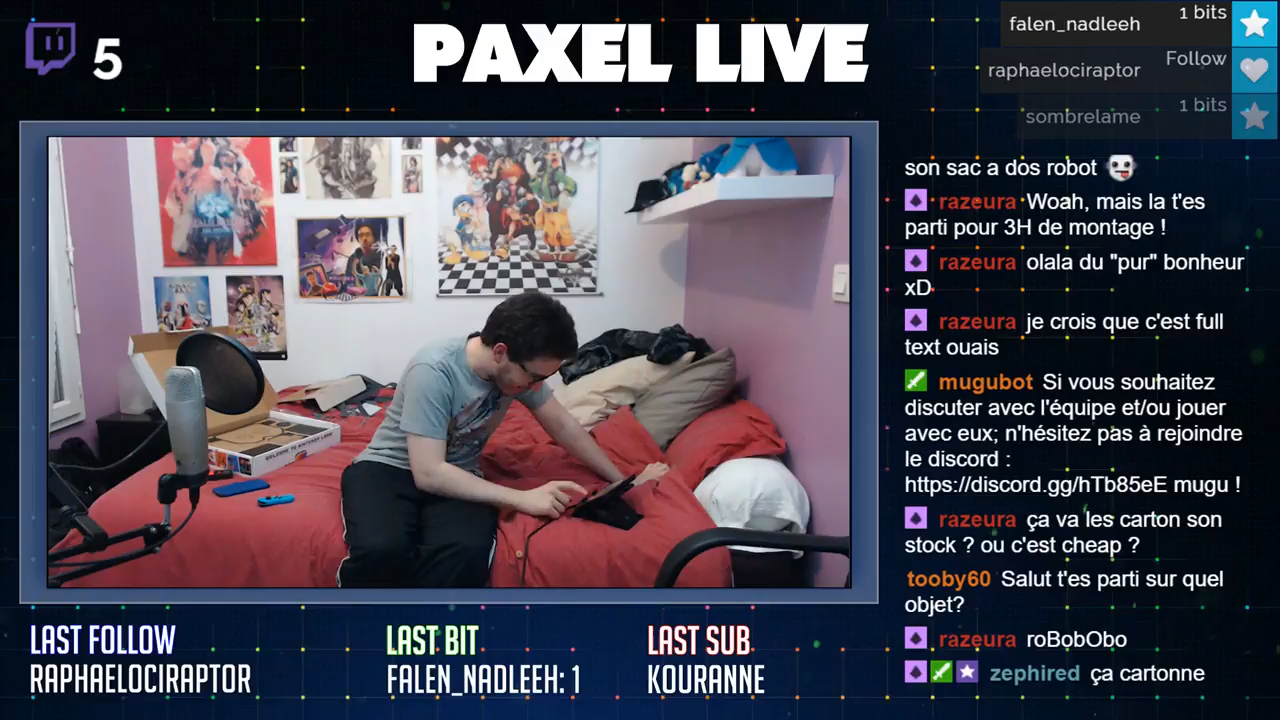 5
PAXEL LIVE
falen_nadleeh 1 bits
raphaelociraptor Follow
sombrelame 1 bits
son sac a dos robot
razeura Woah, mais la t'es
parti pour 3H de montage !
razeura olala du "pur" bonheur
xD
razeura je crois que c'est full
text ouais
mugubot Si vous souhaitez
discuter avec l'équipe et/ou jouer
avec eux; n'hésitez pas à rejoindre
le discord :
https://discord.gg/hTb85eE mugu !
razeura ça va les carton son
stock ? ou c'est cheap ?
tooby60 Salut t'es parti sur quel
objet?
razeura roBobObo
zephired ça cartonne
LAST FOLLOW
RAPHAELOCIRAPTOR
LAST BIT
FALEN_NADLEEH: 1
LAST SUB
KOURANNE